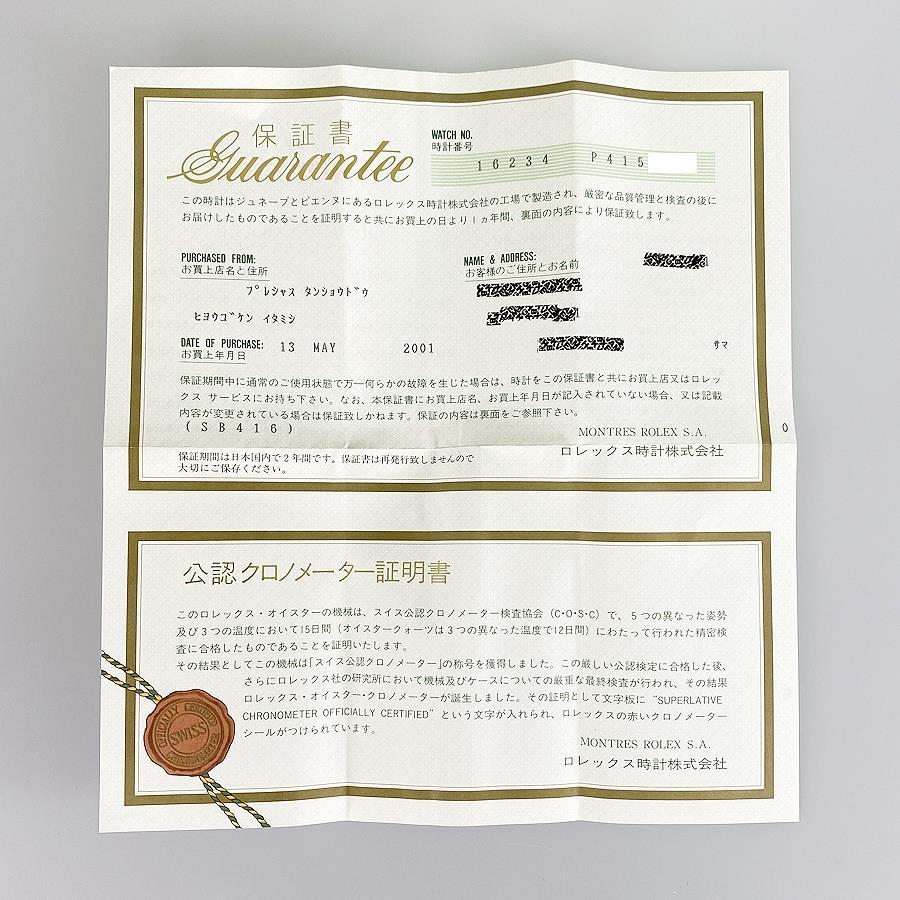 保証書
Guarantee
WATCH NO.
時計番号
16234 P415
この時計はジュネーブとビエンヌにあるロレックス時計株式会社の工場で製造され、厳密な品質管理と検査の後に
お届けしたものであることを証明すると共にお買上の日より1ヵ年間、裏面の内容により保証致します。
PURCHASED FROM:
お買上店名と住所
プレシャス タンショウドウ
ヒヨウゴケン イタミシ
NAME & ADDRESS:
お客様のご住所とお名前
サマ
DATE OF PURCHASE: 13 MAY 2001
お買上年月日
保証期間中に通常のご使用状態で万一何らかの故障を生じた場合は、時計をこの保証書と共にお買上店又はロレッ
クス サービスにお持ち下さい。なお、本保証書にお買上店名、お買上年月日が記入されていない場合、又は記載
内容が変更されている場合は保証致しかねます。保証の内容は裏面をご参照下さい。
(SB416)
MONTRES ROLEX S.A.
ロレックス時計株式会社
0
保証期間は日本国内で2年間です。保証書は再発行致しませんので
大切にご保存ください。
公認クロノメーター証明書
このロレックス・オイスターの機械は、スイス公認クロノメーター検査協会（C・O・S・C）で、5つの異なった姿勢
及び3つの温度において15日間（オイスタークォーツは3つの異なった温度で12日間）にわたって行われた精密検
査に合格したものであることを証明いたします。
その結果としてこの機械は「スイス公認クロノメーター」の称号を獲得しました。この厳しい公認検定に合格した後、
さらにロレックス社の研究所において機械及びケースについての厳重な最終検査が行われ、その結果
ロレックス・オイスター・クロノメーターが誕生しました。その証明として文字板に “SUPERLATIVE
CHRONOMETER OFFICIALLY CERTIFIED” という文字が入れられ、ロレックスの赤いクロノメーター
シールがつけられています。
OFFICIALLY CERTIFIED
SWISS
CHRONOMETER
MONTRES ROLEX S.A.
ロレックス時計株式会社